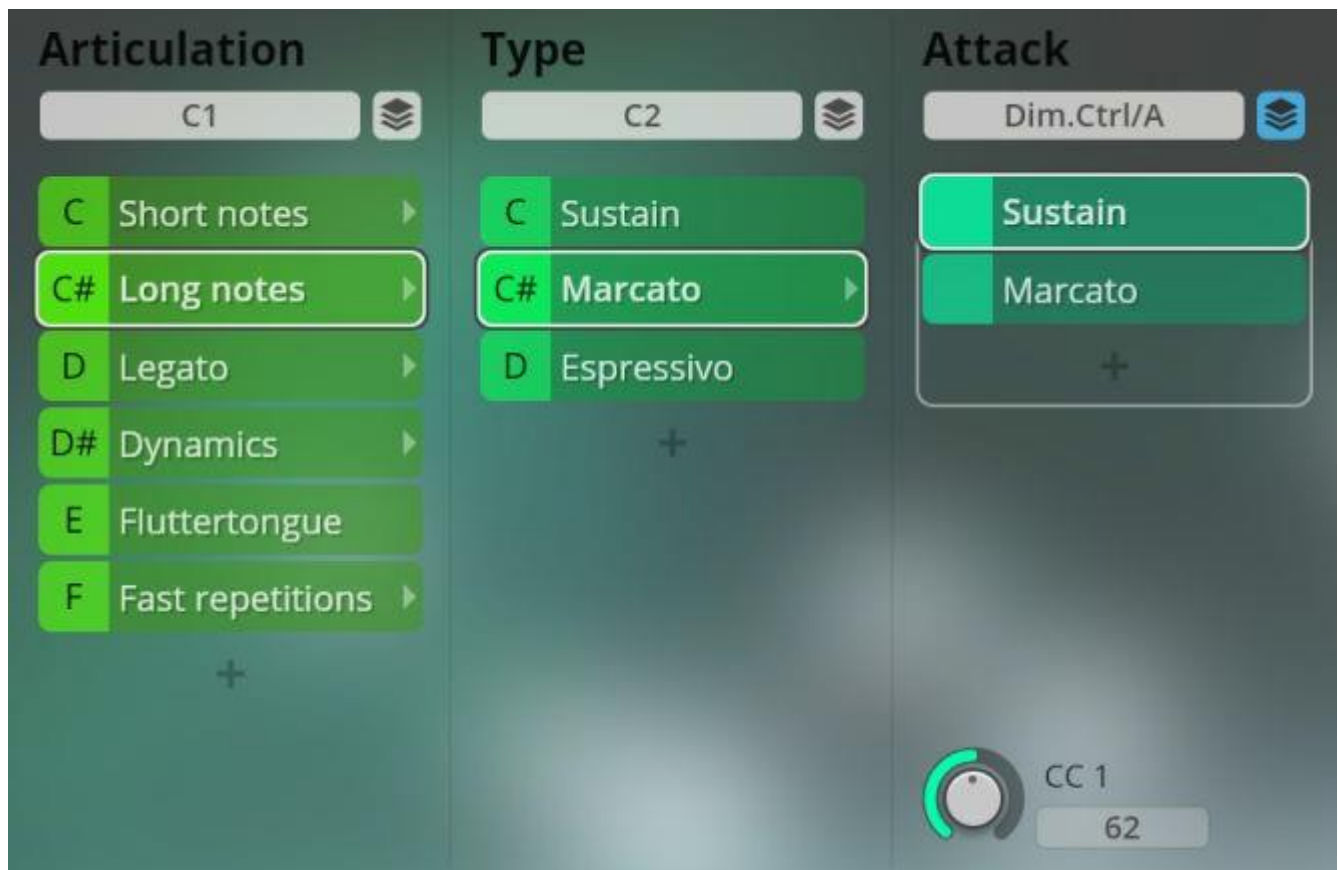 Articulation
C1
C Short notes
C# Long notes
D Legato
D# Dynamics
E Fluttertongue
F Fast repetitions
+
Type
C2
C Sustain
C# Marcato
D Espressivo
+
Attack
Dim.Ctrl/A
Sustain
Marcato
+
CC 1
62